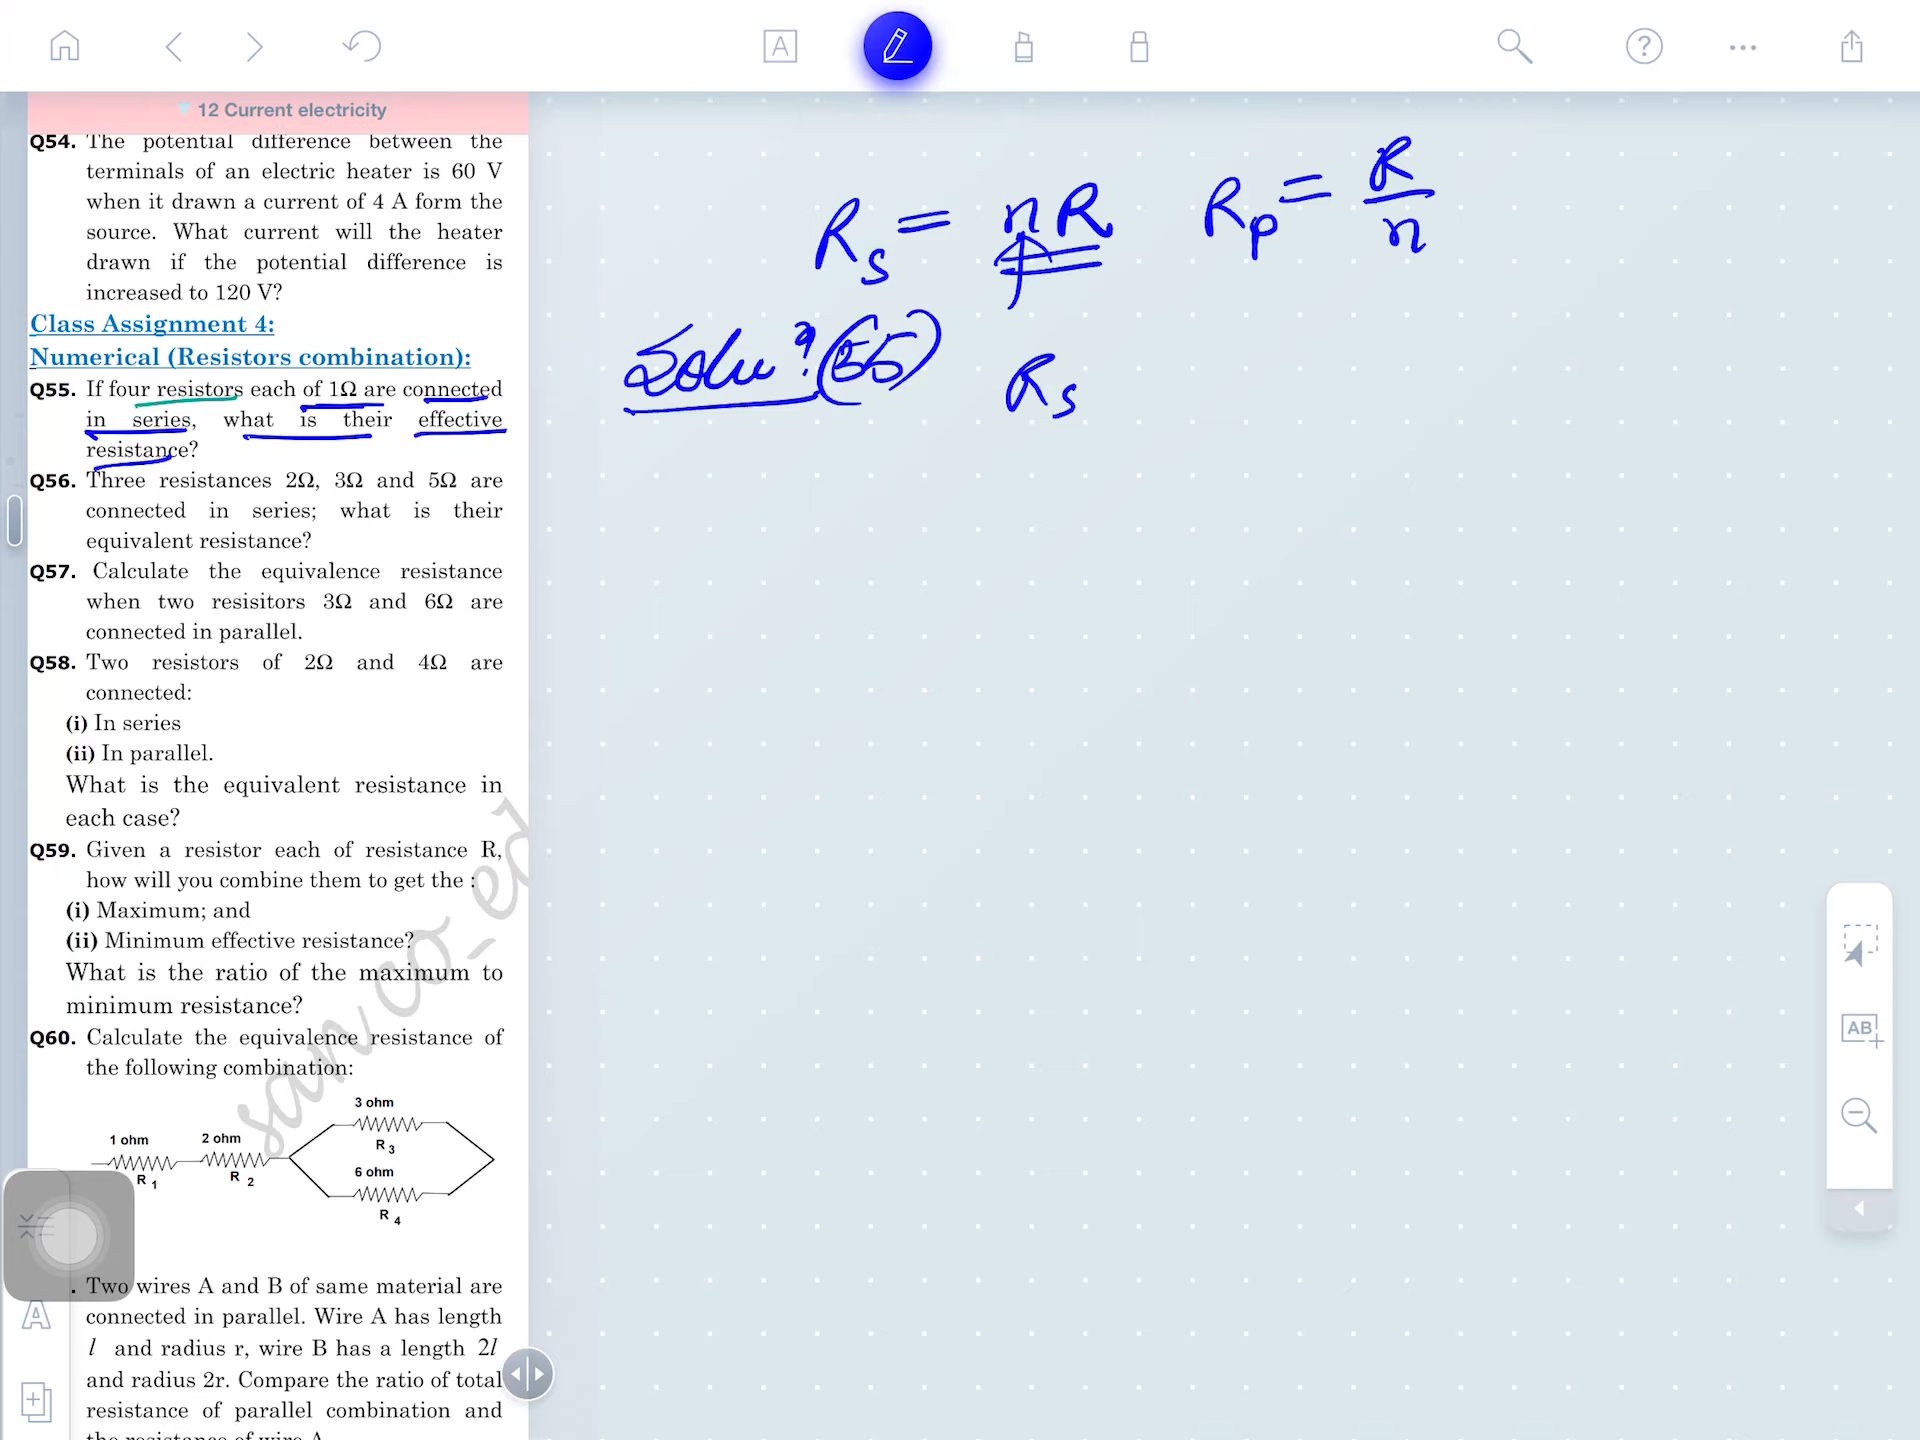 12 Current electricity
Q54. The potential difference between the
terminals of an electric heater is 60 V
when it drawn a current of 4 A form the
source. What current will the heater
drawn if the potential difference is
increased to 120 V?
Class Assignment 4:
Numerical (Resistors combination):
Q55. If four resistors each of 1Ω are connected
in series, what is their effective
resistance?
Q56. Three resistances 2Ω, 3Ω and 5Ω are
connected in series; what is their
equivalent resistance?
Q57. Calculate the equivalence resistance
when two resisitors 3Ω and 6Ω are
connected in parallel.
Q58. Two resistors of 2Ω and 4Ω are
connected:
(i) In series
(ii) In parallel.
What is the equivalent resistance in
each case?
Q59. Given a resistor each of resistance R,
how will you combine them to get the :
(i) Maximum; and
(ii) Minimum effective resistance?
What is the ratio of the maximum to
minimum resistance?
Q60. Calculate the equivalence resistance of
the following combination:
3 ohm
1 ohm 2 ohm
R 3
R 1 R 2
6 ohm
R 4
. Two wires A and B of same material are
connected in parallel. Wire A has length
l and radius r, wire B has a length 2l
and radius 2r. Compare the ratio of total
resistance of parallel combination and
the resistance of wire A
san co_ed
Rs = nR Rp = R/n
Solu? (55) Rs
A
AB
A